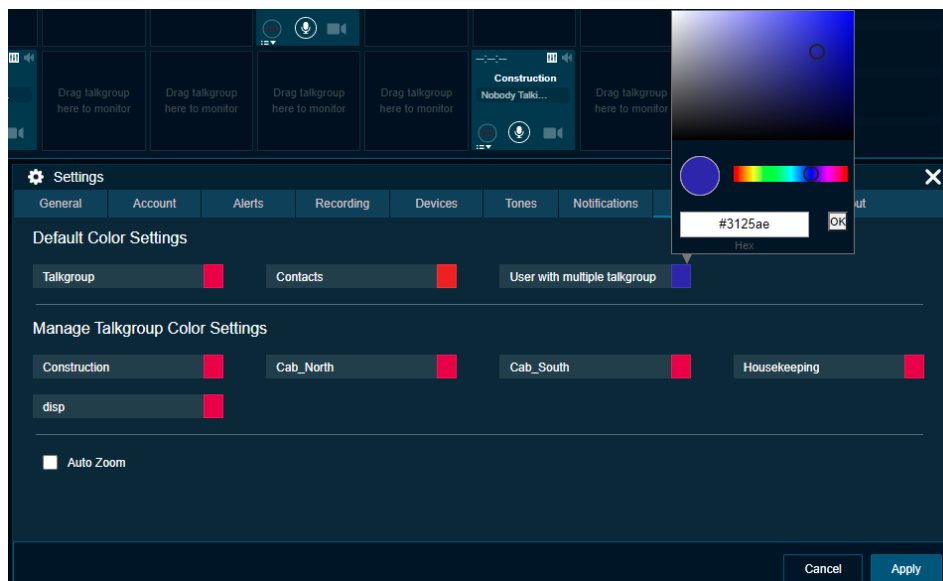 Drag talkgroup here to monitor
Drag talkgroup here to monitor
Drag talkgroup here to monitor
Drag talkgroup here to monitor
--:--:--
Construction
Nobody Talki...
Drag talkgroup here to monitor
Settings
General Account Alerts Recording Devices Tones Notifications
#3125ae OK
Hex
Default Color Settings
Talkgroup Contacts User with multiple talkgroup
Manage Talkgroup Color Settings
Construction Cab_North Cab_South Housekeeping
disp
Auto Zoom
Cancel Apply